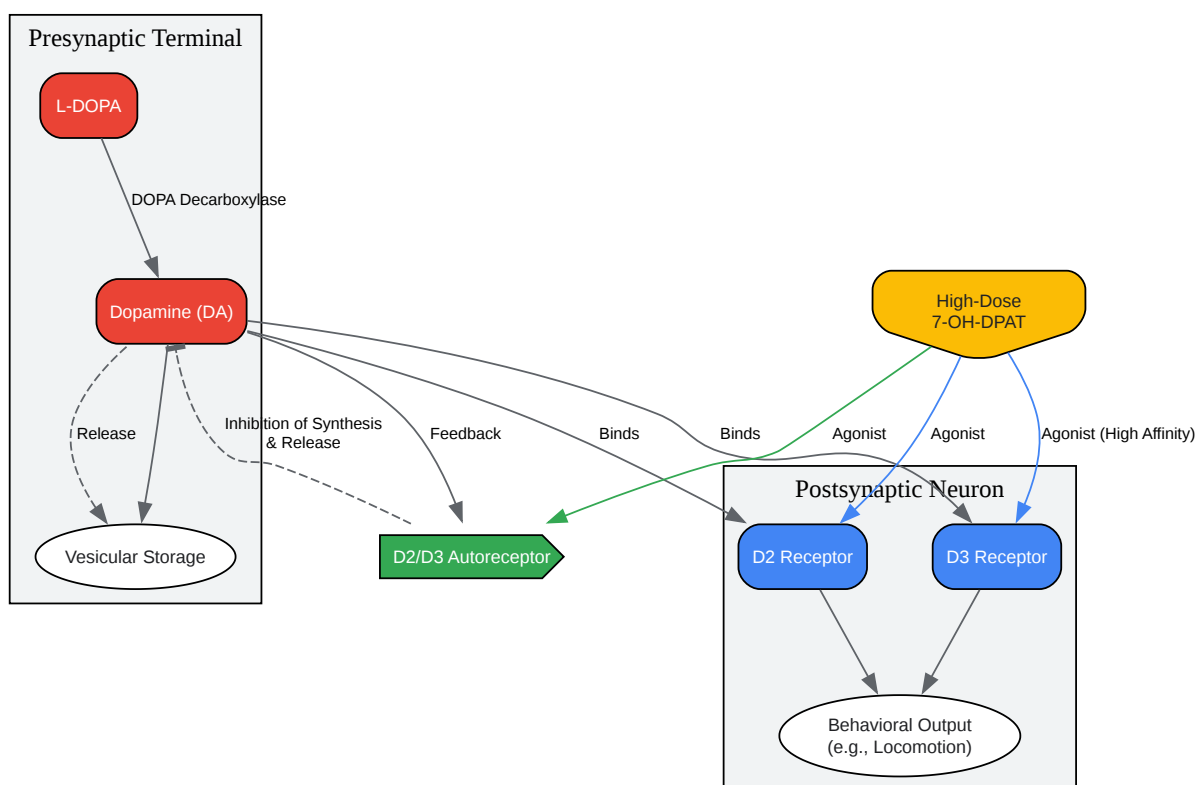 Presynaptic Terminal
L-DOPA
DOPA Decarboxylase
Dopamine (DA)
High-Dose
7-OH-DPAT
Release
Inhibition of Synthesis
& Release
Feedback
Binds
Binds
Agonist
Agonist
Agonist (High Affinity)
Postsynaptic Neuron
Vesicular Storage
D2/D3 Autoreceptor
D2 Receptor
D3 Receptor
Behavioral Output
(e.g., Locomotion)